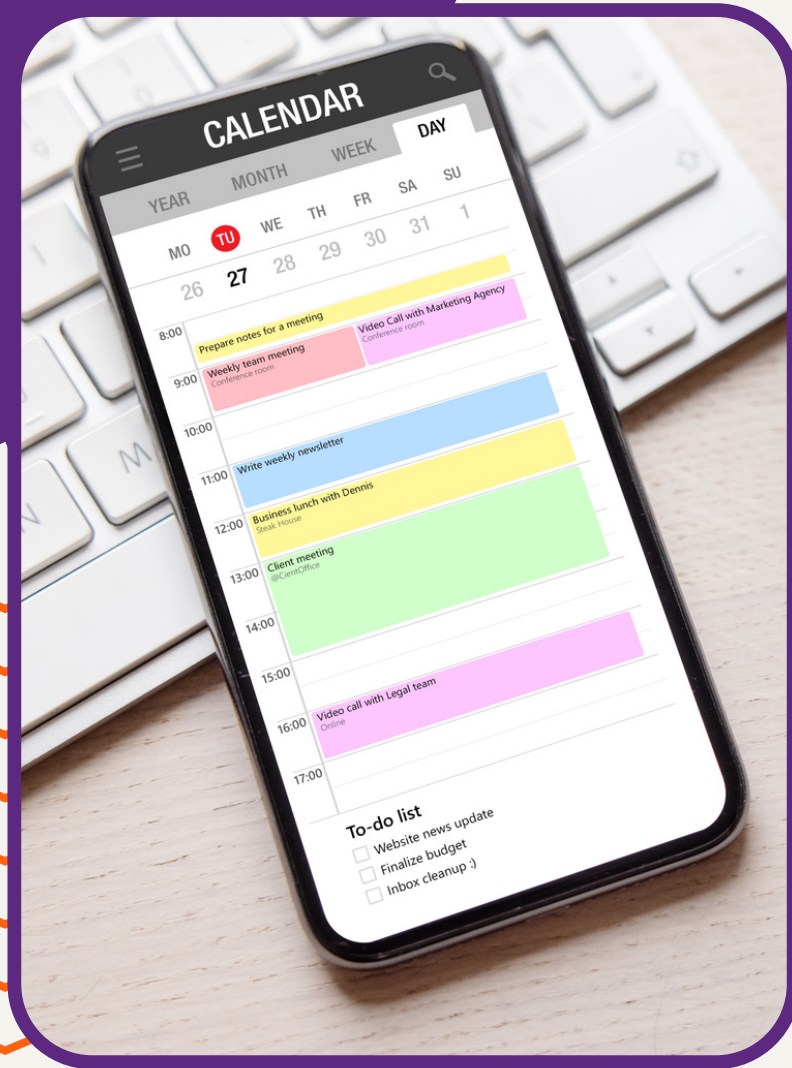 CALENDAR
YEAR MONTH WEEK DAY
MO TU WE TH FR SA SU
26 27 28 29 30 31 1
8:00
Prepare notes for a meeting
9:00
Weekly team meeting
Conference room
Video Call with Marketing Agency
Conference room
10:00
11:00
Write weekly newsletter
12:00
Business lunch with Dennis
Steak House
13:00
Client meeting
@CientOffice
14:00
15:00
16:00
Video call with Legal team
Online
17:00
To-do list
Website news update
Finalize budget
Inbox cleanup :)
M
N